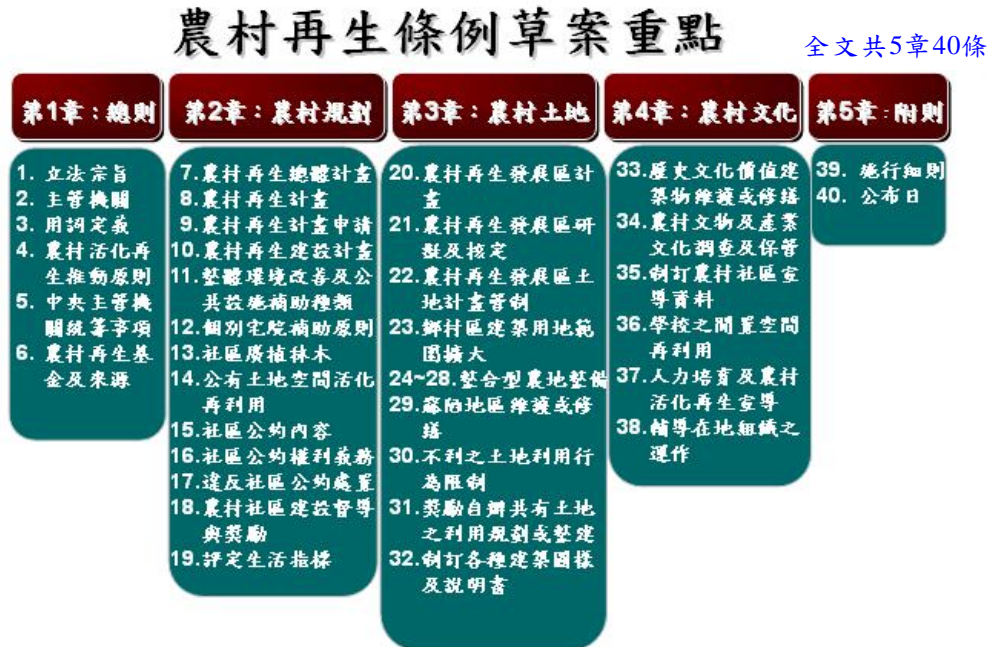 農村再生條例草案重點
全文共5章40條
第1章：總則
1. 立法宗旨
2. 主管機關
3. 用詞定義
4. 農村活化再
生推動原則
5. 中央主管機
關統籌事項
6. 農村再生基
金及來源
第2章：農村規劃
7.農村再生總體計畫
8.農村再生計畫
9.農村再生計畫申請
10.農村再生建設計畫
11.整體環境改善及公
共設施補助種類
12.個別宅院補助原則
13.社區廣植林木
14.公有土地空間活化
再利用
15.社區公約內容
16.社區公約權利義務
17.違反社區公約處置
18.農村社區建設督導
與獎勵
19.評定生活指標
第3章：農村土地
20.農村再生發展區計
畫
21.農村再生發展區研
擬及核定
22.農村再生發展區土
地計畫管制
23.鄉村區建築用地範
圍擴大
24~28.整合型農地整備
29.窳陋地區維護或修
繕
30.不利之土地利用行
為限制
31.獎勵自辦共有土地
之利用規劃或整建
32.制訂各種建築圖樣
及說明書
第4章：農村文化
33.歷史文化價值建
築物維護或修繕
34.農村文物及產業
文化調查及保管
35.制訂農村社區宣
導資料
36.學校之閒置空間
再利用
37.人力培育及農村
活化再生宣導
38.輔導在地組織之
運作
第5章：附則
39. 施行細則
40. 公布日